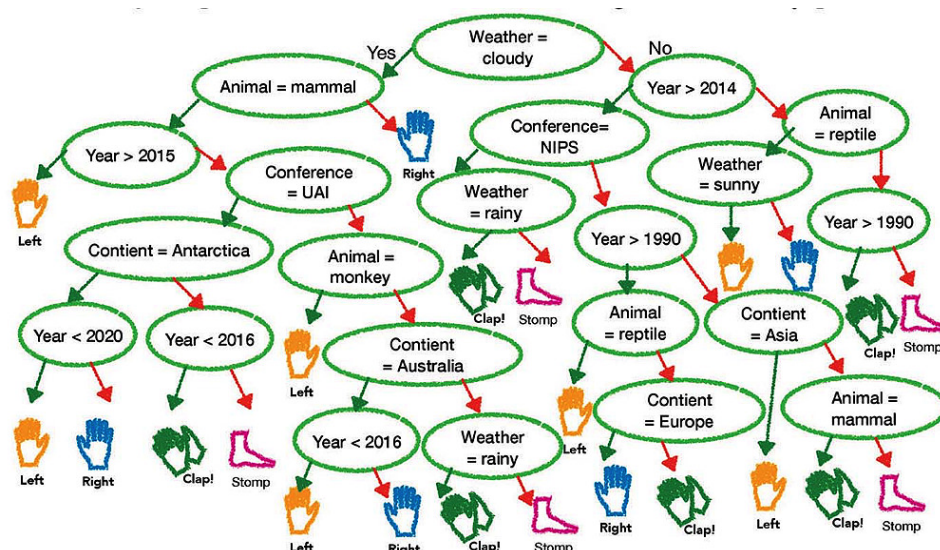 Weather =
cloudy
Yes
No
Animal = mammal
Year > 2014
Year > 2015
Right
Conference=
NIPS
Animal
= reptile
Conference
= UAI
Weather
= rainy
Weather
= sunny
Left
Contient = Antarctica
Animal =
monkey
Year > 1990
Year > 1990
Clap!
Stomp
Year < 2020
Year < 2016
Left
Contient
= Australia
Animal
= reptile
Contient
= Asia
Clap!
Stomp
Left
Right
Clap!
Stomp
Year < 2016
Weather
= rainy
Left
Contient
= Europe
Animal =
mammal
Left
Right
Clap!
Stomp
Right
Clap!
Left
Clap!
Stomp